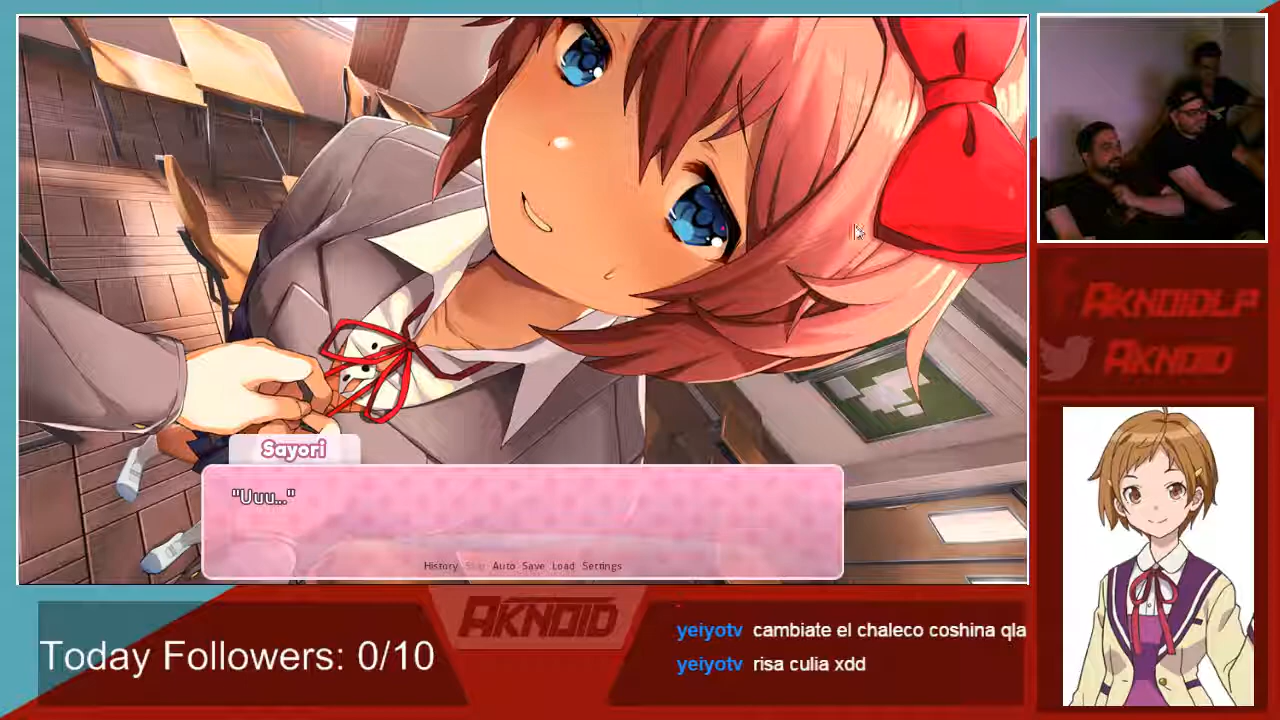 AKNOIDLP
AKNOID
Sayori
"Uuu..."
History Skip Auto Save Load Settings
AKNOID
Today Followers: 0/10
yeiyotv cambiate el chaleco coshina qla
yeiyotv risa culia xdd